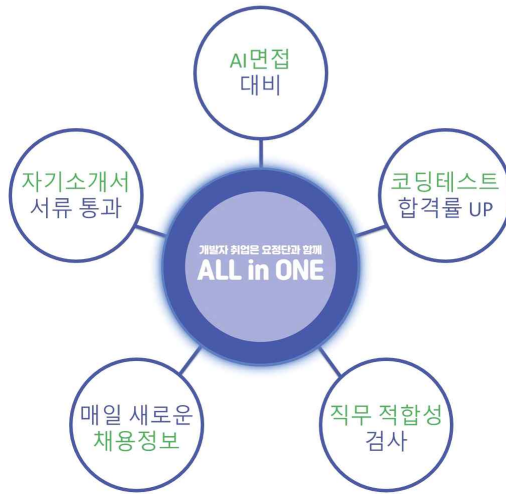 AI면접
대비
자기소개서
서류 통과
코딩테스트
합격률 UP
개발자 취업은 요정단과 함께
ALL in ONE
매일 새로운
채용정보
직무 적합성
검사